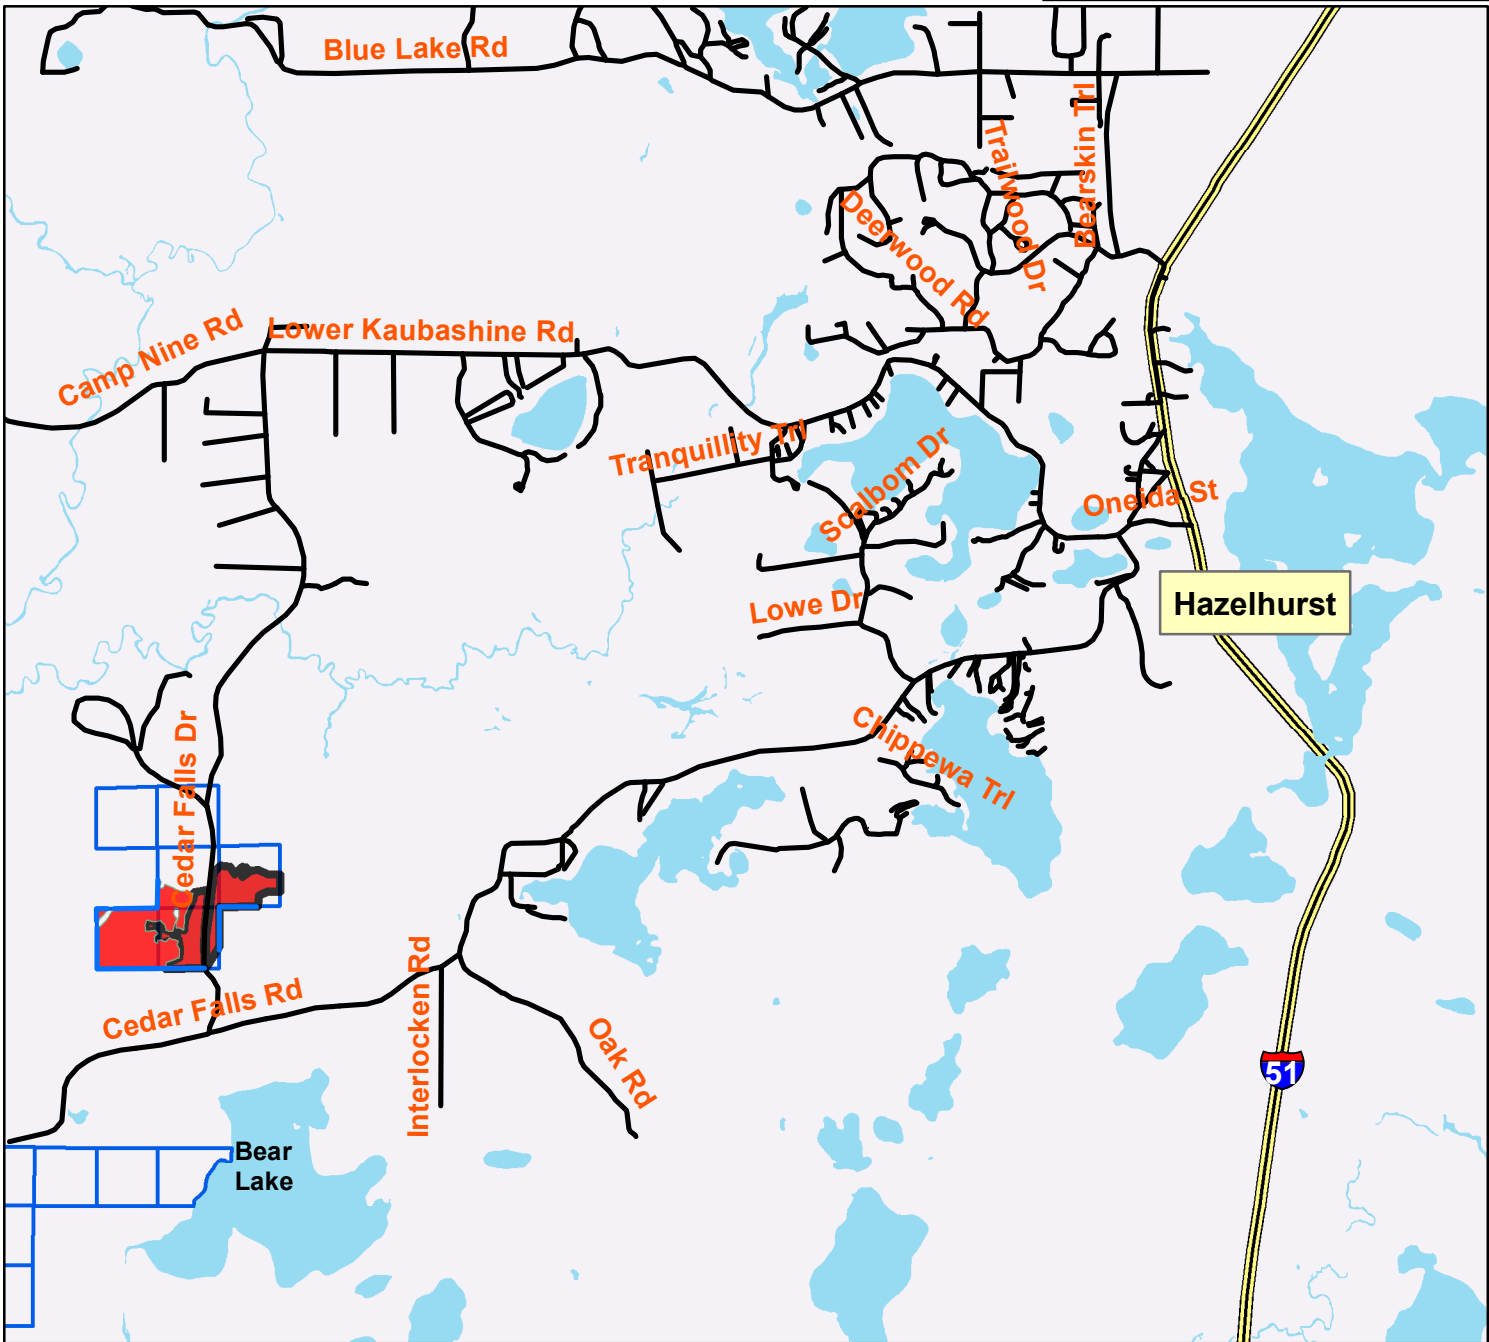 Blue Lake Rd
Bearskin Trl
Trailwood Dr
Deerwood Rd
Camp Nine Rd
Lower Kaubashine Rd
Tranquillity Trl
Scalbom Dr
Oneida St
Lowe Dr
Hazelhurst
Cedar Falls Dr
Chippewa Trl
Cedar Falls Rd
Interlocken Rd
Oak Rd
51
Bear
Lake